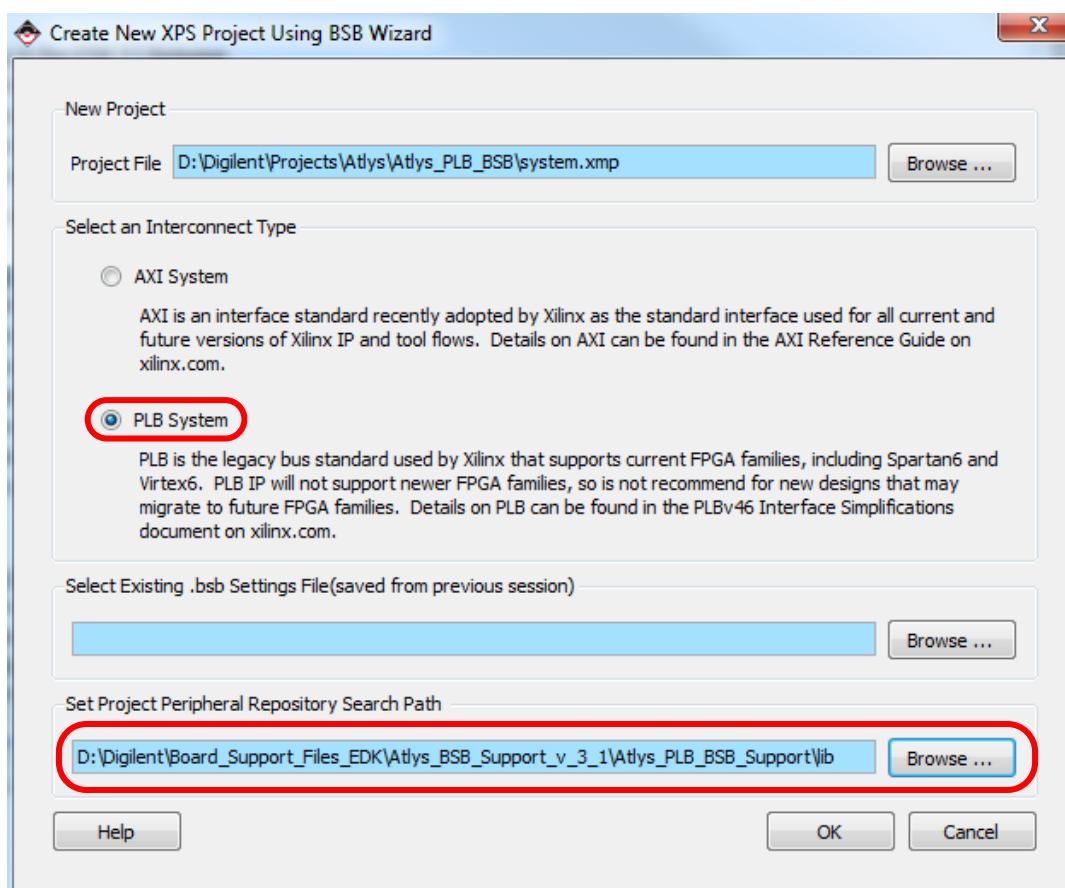 Create New XPS Project Using BSB Wizard
X
New Project
Project File D:\Digilent\Projects\Atlys\Atlys_PLB_BSB\system.xmp Browse ...
Select an Interconnect Type
AXI System
AXI is an interface standard recently adopted by Xilinx as the standard interface used for all current and
future versions of Xilinx IP and tool flows. Details on AXI can be found in the AXI Reference Guide on
xilinx.com.
PLB System
PLB is the legacy bus standard used by Xilinx that supports current FPGA families, including Spartan6 and
Virtex6. PLB IP will not support newer FPGA families, so is not recommend for new designs that may
migrate to future FPGA families. Details on PLB can be found in the PLBv46 Interface Simplifications
document on xilinx.com.
Select Existing .bsb Settings File(saved from previous session)
Browse ...
Set Project Peripheral Repository Search Path
D:\Digilent\Board_Support_Files_EDK\Atlys_BSB_Support_v_3_1\Atlys_PLB_BSB_Support\lib Browse ...
Help OK Cancel